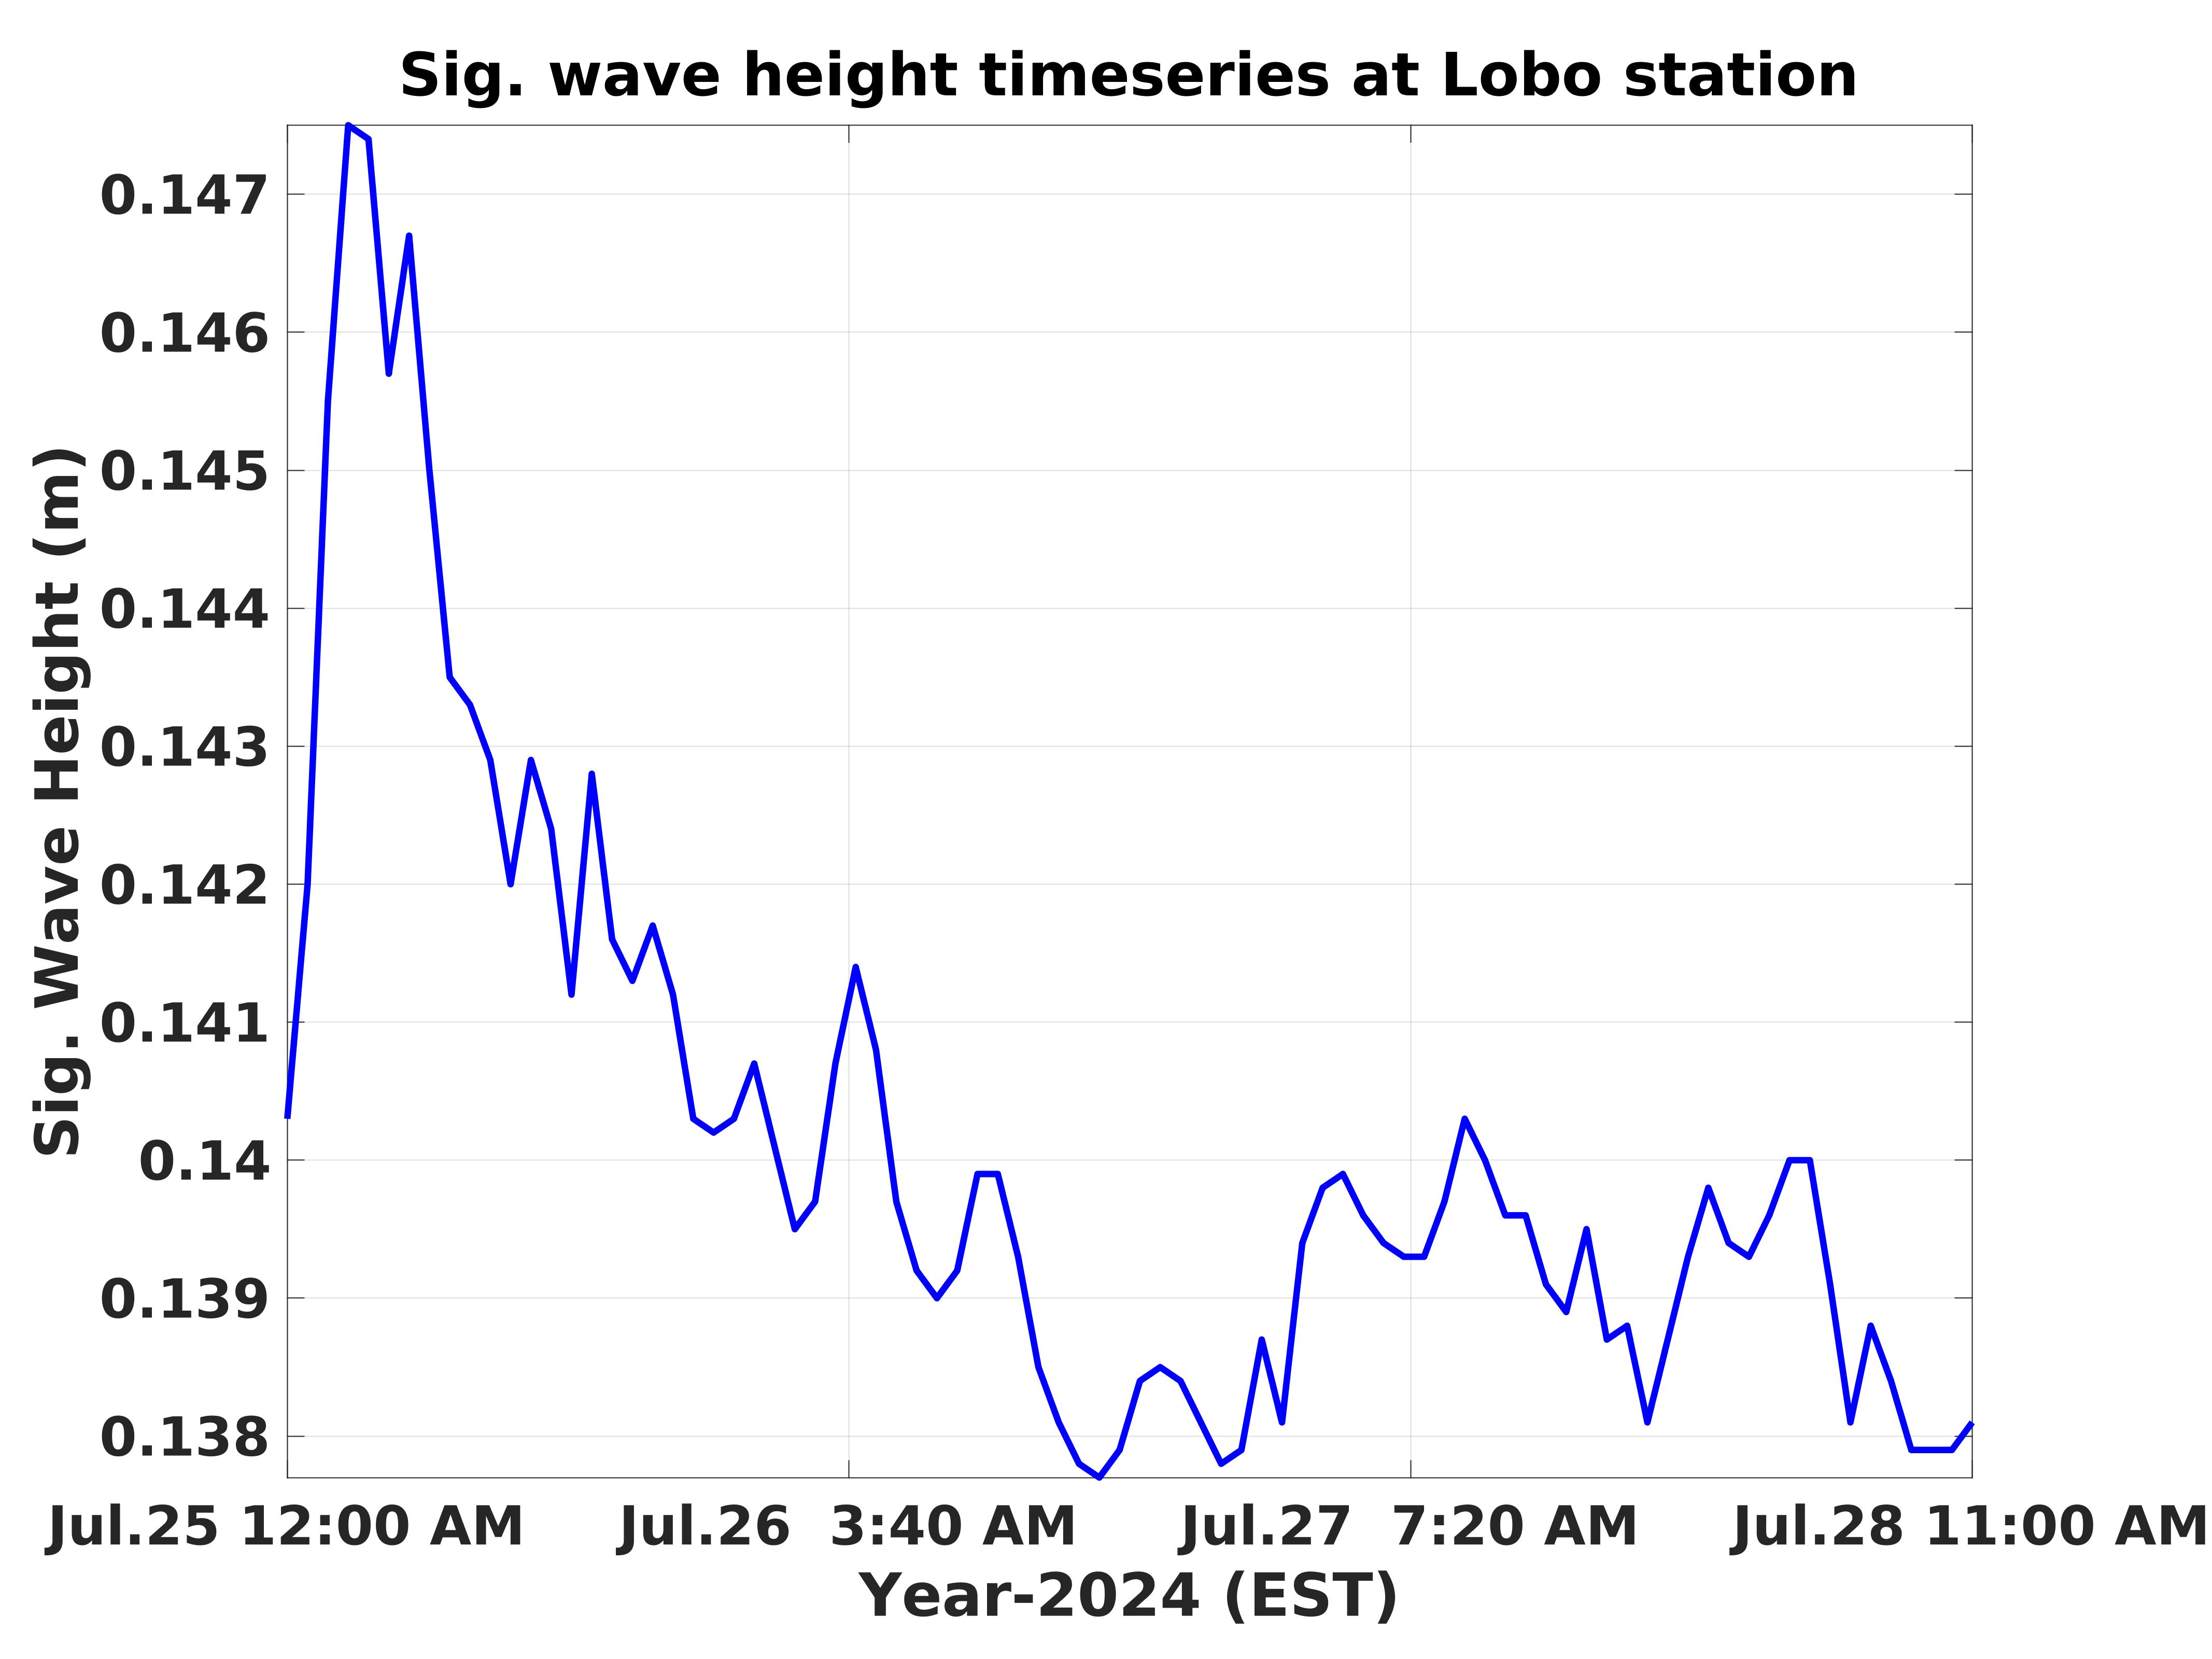 Sig. wave height timeseries at Lobo station
Sig. Wave Height (m)
0.147
0.146
0.145
0.144
0.143
0.142
0.141
0.14
0.139
0.138
Jul.25 12:00 AM
Jul.26 3:40 AM
Jul.27 7:20 AM
Jul.28 11:00 AM
Year-2024 (EST)